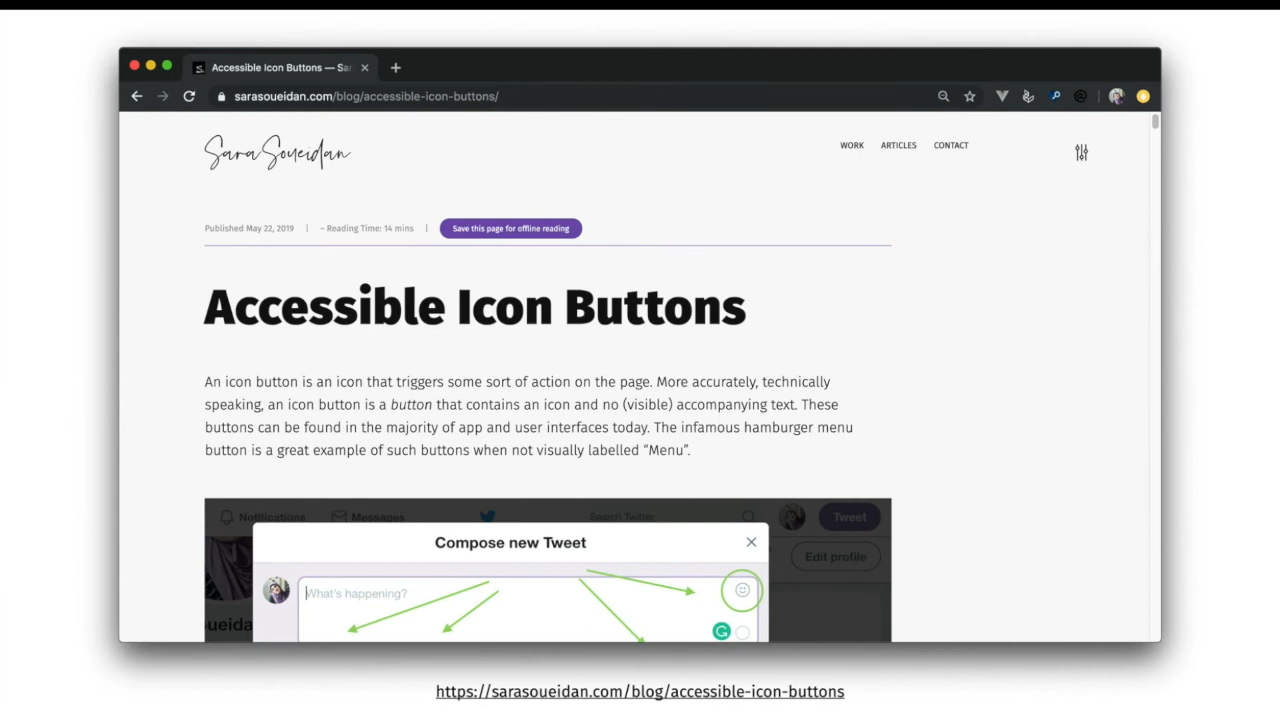 Accessible Icon Buttons — Sar
sarasoueidan.com/blog/accessible-icon-buttons/
Sara Soueidan
WORK ARTICLES CONTACT
Published May 22, 2019 | ~ Reading Time: 14 mins | Save this page for offline reading
Accessible Icon Buttons
An icon button is an icon that triggers some sort of action on the page. More accurately, technically
speaking, an icon button is a button that contains an icon and no (visible) accompanying text. These
buttons can be found in the majority of app and user interfaces today. The infamous hamburger menu
button is a great example of such buttons when not visually labelled “Menu”.
Notifications Messages Search Twitter Tweet
Compose new Tweet
Edit profile
What's happening?
oueida
https://sarasoueidan.com/blog/accessible-icon-buttons